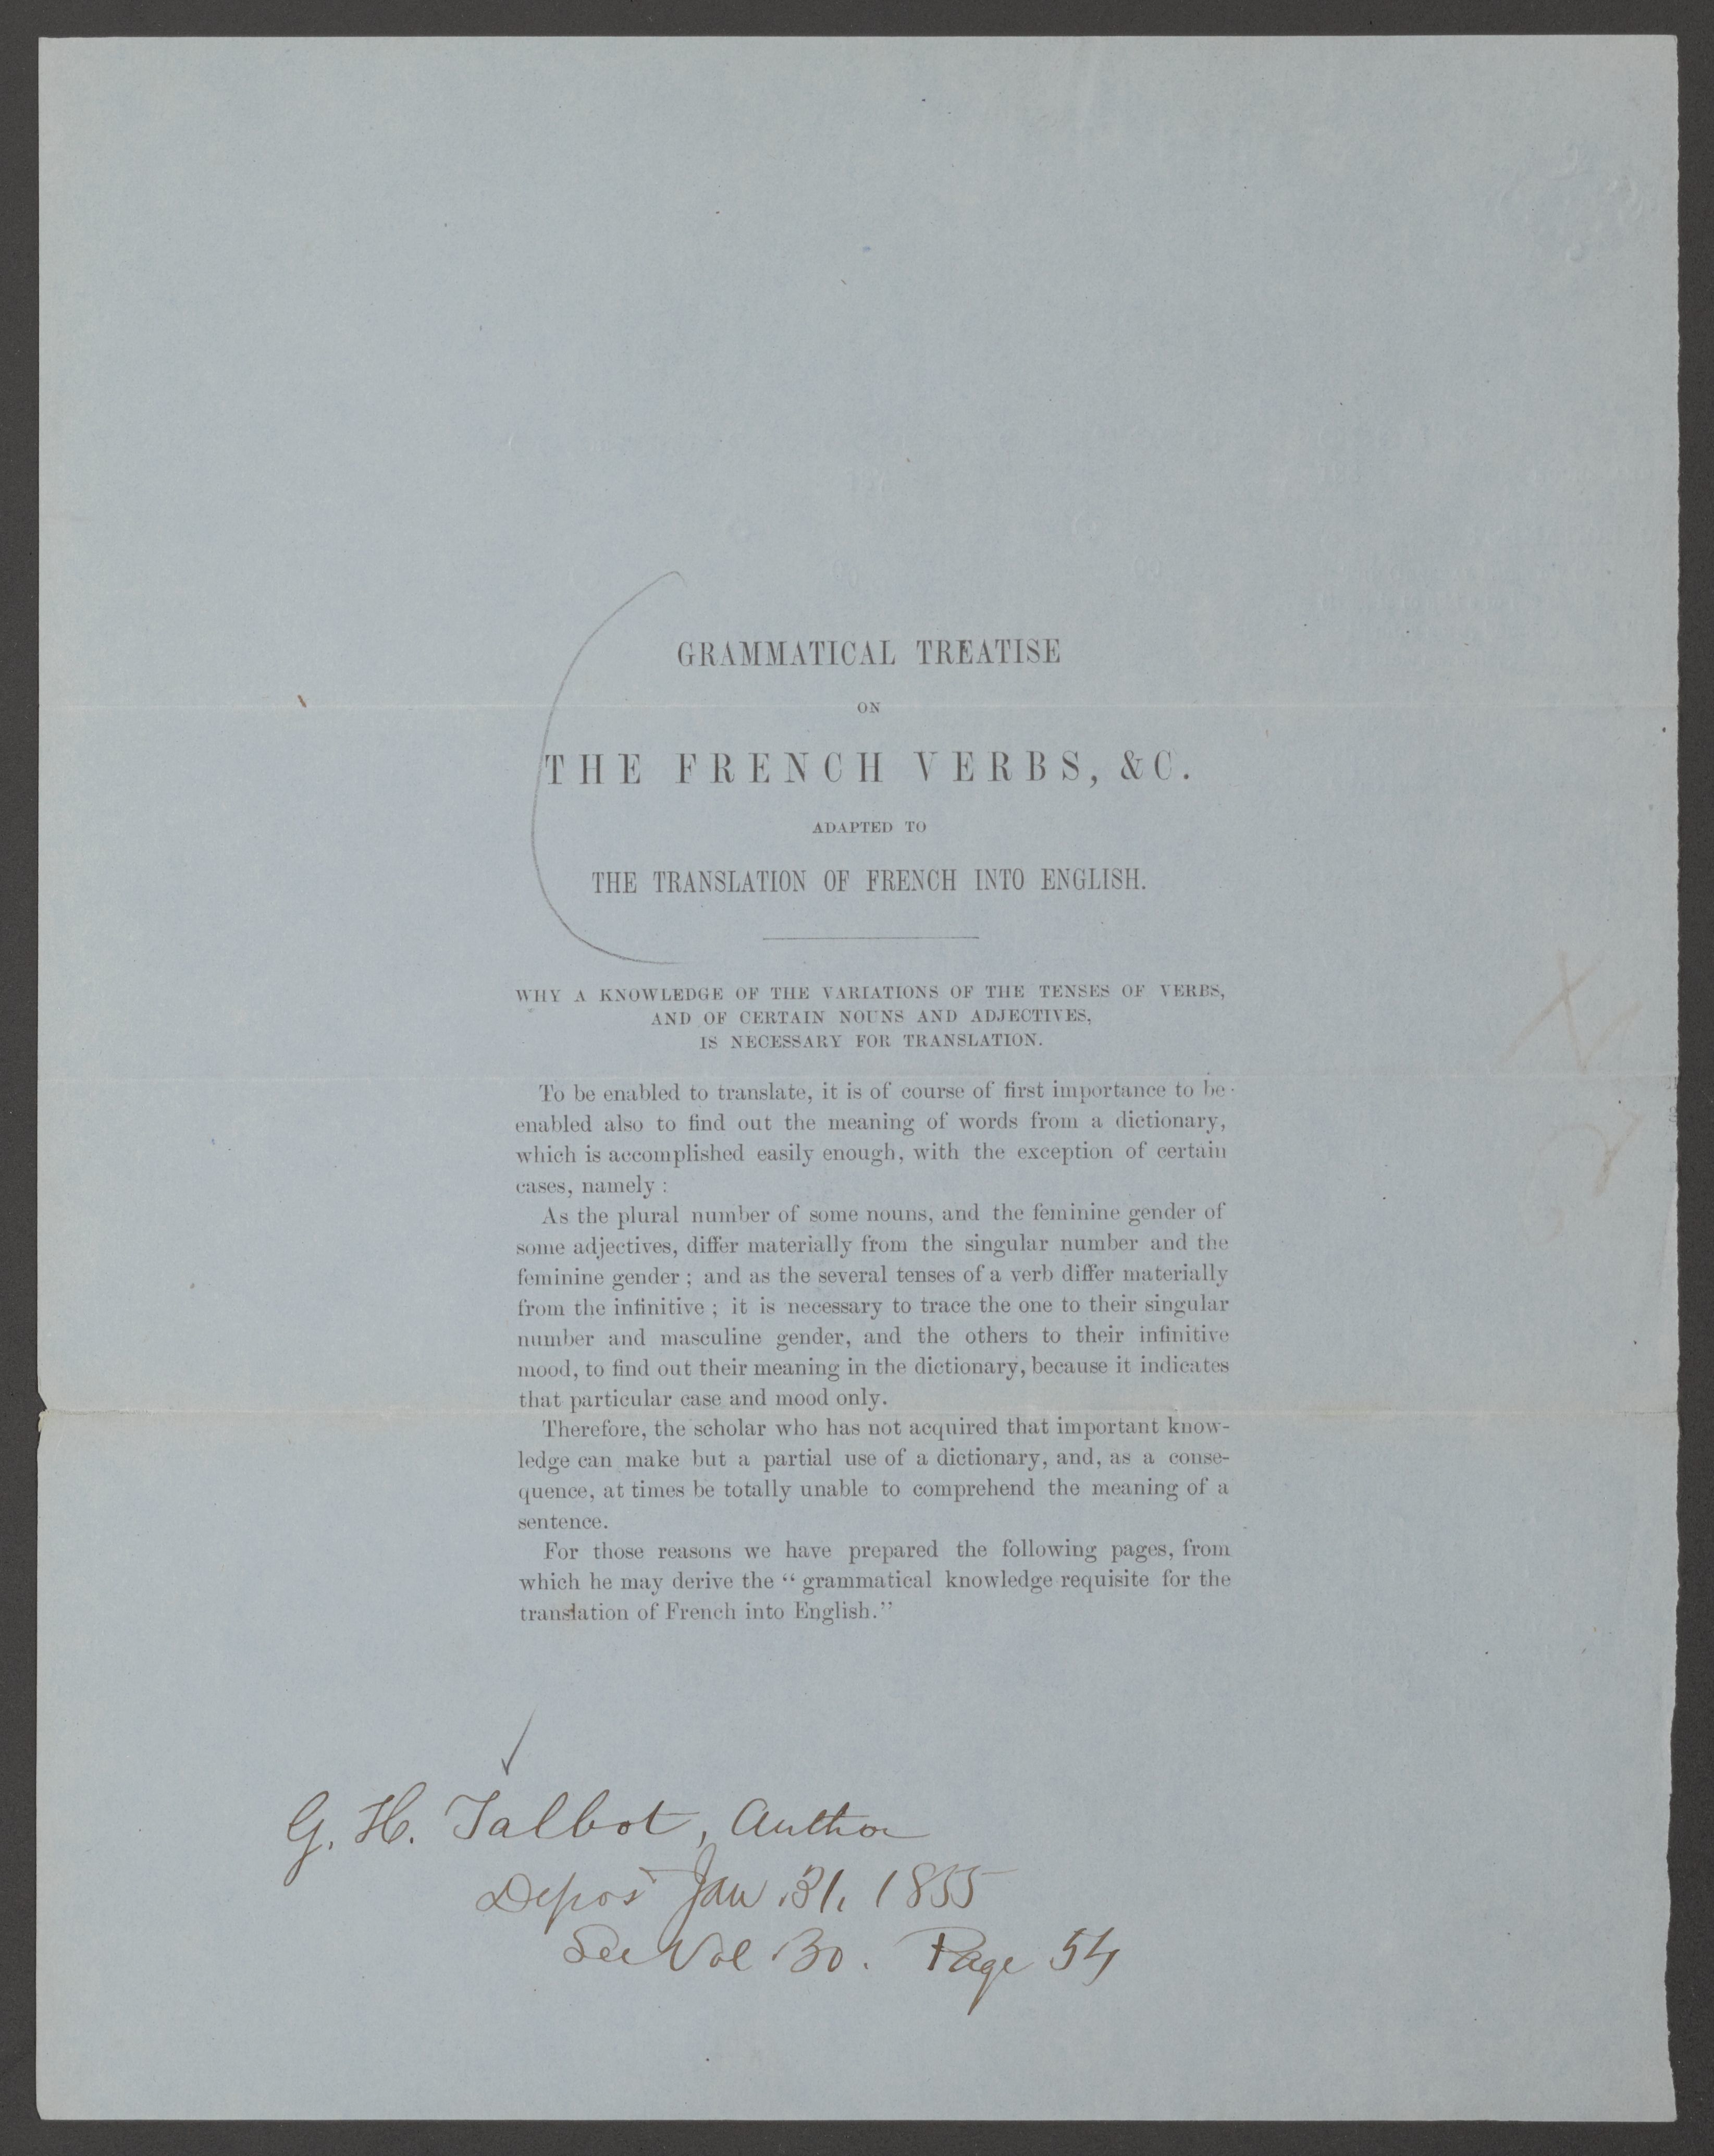 GRAMMATICAL TREATISE
ON
THE FRENCH VERBS, &C.
ADAPTED TO
THE TRANSLATION OF FRENCH INTO ENGLISH.
WHY A KNOWLEDGE OF THE VARIATIONS OF THE TENSES OF VERBS,
AND OF CERTAIN NOUNS AND ADJECTIVES,
IS NECESSARY FOR TRANSLATION.
To be enabled to translate, it is of course of first importance to be
enabled also to find out the meaning of words from a dictionary,
which is accomplished easily enough, with the exception of certain
cases, namely :
As the plural number of some nouns, and the feminine gender of
some adjectives, differ materially from the singular number and the
feminine gender ; and as the several tenses of a verb differ materially
from the infinitive ; it is necessary to trace the one to their singular
number and masculine gender, and the others to their infinitive
mood, to find out their meaning in the dictionary, because it indicates
that particular case and mood only.
Therefore, the scholar who has not acquired that important know-
ledge can make but a partial use of a dictionary, and, as a conse-
quence, at times be totally unable to comprehend the meaning of a
sentence.
For those reasons we have prepared the following pages, from
which he may derive the “ grammatical knowledge requisite for the
translation of French into English.”
G. H. Talbot, Author
Depos Jan 31, 1855
See Vol 30. Page 54